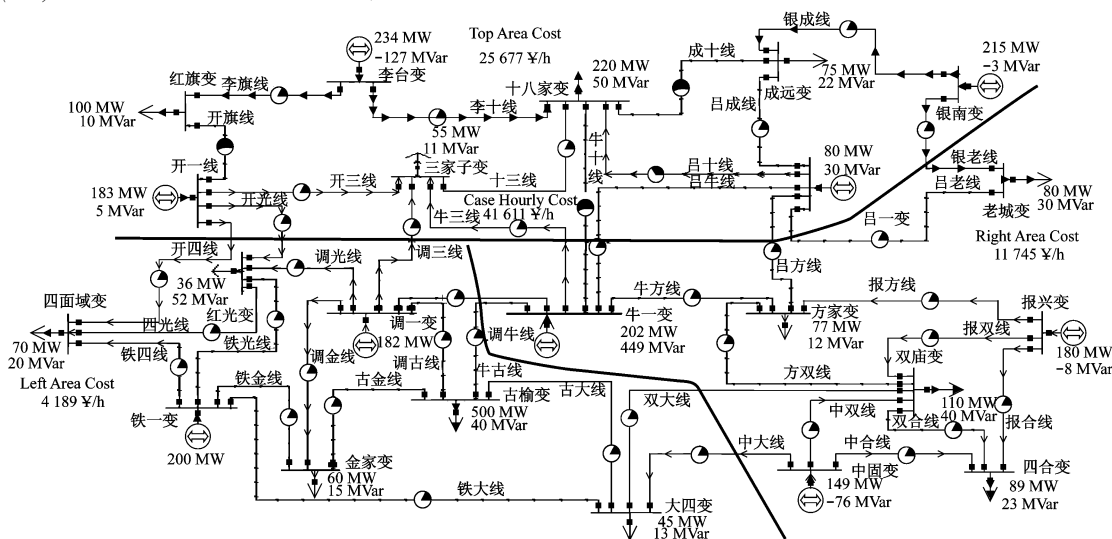 234 MW
−127 MVar
李台变
Top Area Cost
25 677 ¥/h
红旗变
李旗线
100 MW
10 MVar
开旗线
李十线
55 MW
11 MVar
十八家变
220 MW
50 MVar
成十线
银成线
75 MW
22 MVar
成远变
吕成线
215 MW
−3 MVar
银南变
开一线
183 MW
5 MVar
开三线
三家子变
十三线
牛十线
吕十线
吕牛线
80 MW
30 MVar
银老线
吕老线
80 MW
30 MVar
老城变
开光线
Case Hourly Cost
41 611 ¥/h
牛三线
吕一变
Right Area Cost
11 745 ¥/h
开四线
调光线
调三线
吕方线
36 MW
52 MVar
红光变
四面域变
四光线
70 MW
20 MVar
铁四线
铁光线
Left Area Cost
4 189 ¥/h
调一变
182 MW
调金线
调古线
调牛线
牛古线
牛方线
牛一变
202 MW
449 MVar
方家变
77 MW
12 MVar
报方线
报兴变
报双线
180 MW
−8 MVar
双庙变
方双线
110 MW
40 MVar
报合线
铁金线
古金线
古榆变
500 MW
40 MVar
古大线
双大线
中双线
双合线
铁一变
200 MW
金家变
60 MW
15 MVar
铁大线
中大线
中合线
中固变
149 MW
−76 MVar
四合变
89 MW
23 MVar
大四变
45 MW
13 MVar